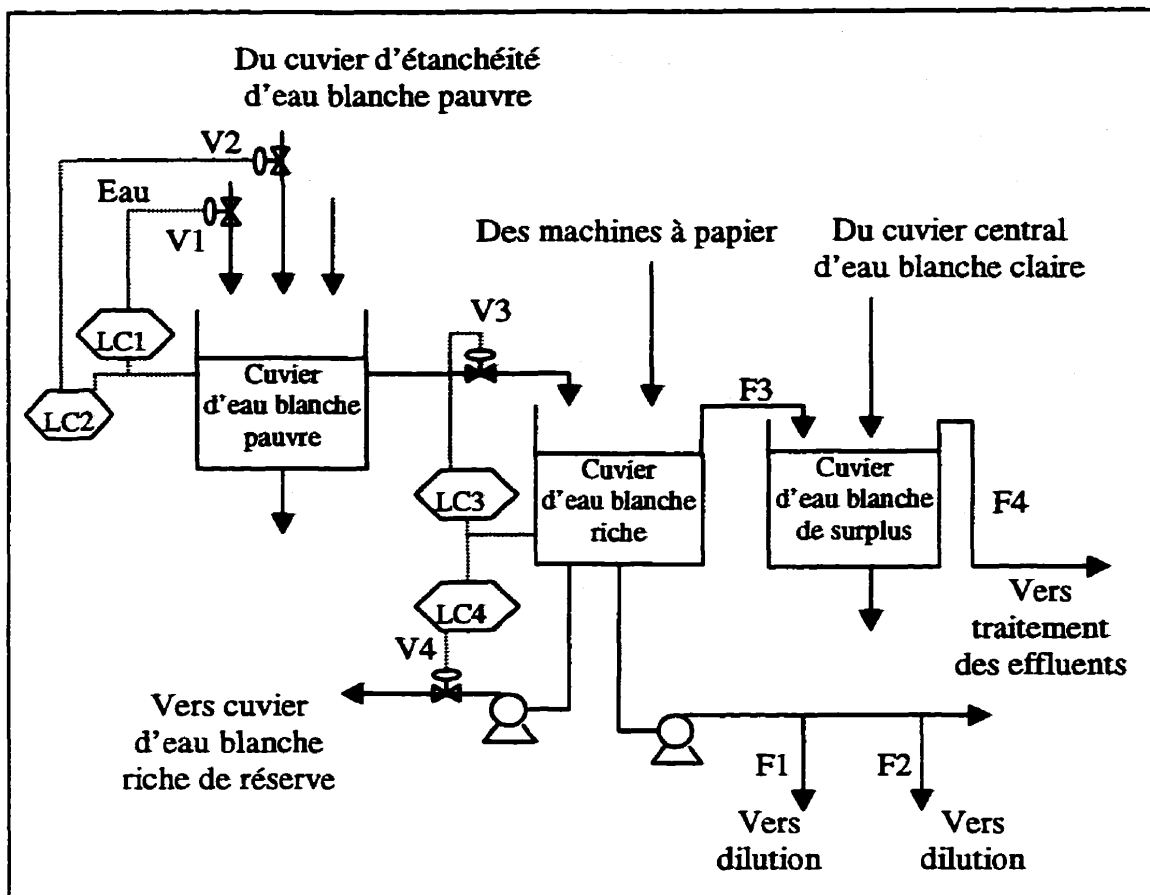 Du cuvier d'étanchéité
d'eau blanche pauvre
V2
Eau
V1
Des machines à papier
Du cuvier central
d'eau blanche claire
V3
LC1
LC2
Cuvier
d'eau blanche
pauvre
F3
LC3
Cuvier
d'eau blanche
riche
Cuvier
d'eau blanche
de surplus
F4
LC4
V4
Vers
traitement
des effluents
Vers cuvier
d'eau blanche
riche de réserve
F1
F2
Vers
dilution
Vers
dilution